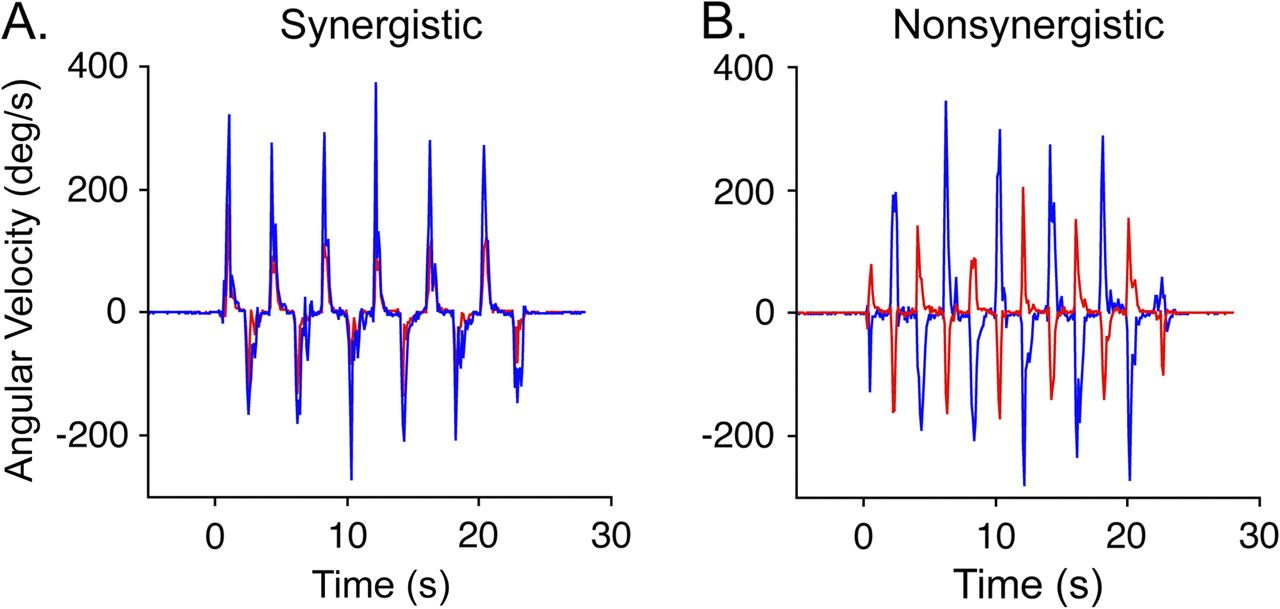 A.
Synergistic
Angular Velocity (deg/s)
400
200
0
-200
0 10 20 30
Time (s)
B.
Nonsynergistic
400
200
0
-200
0 10 20 30
Time (s)